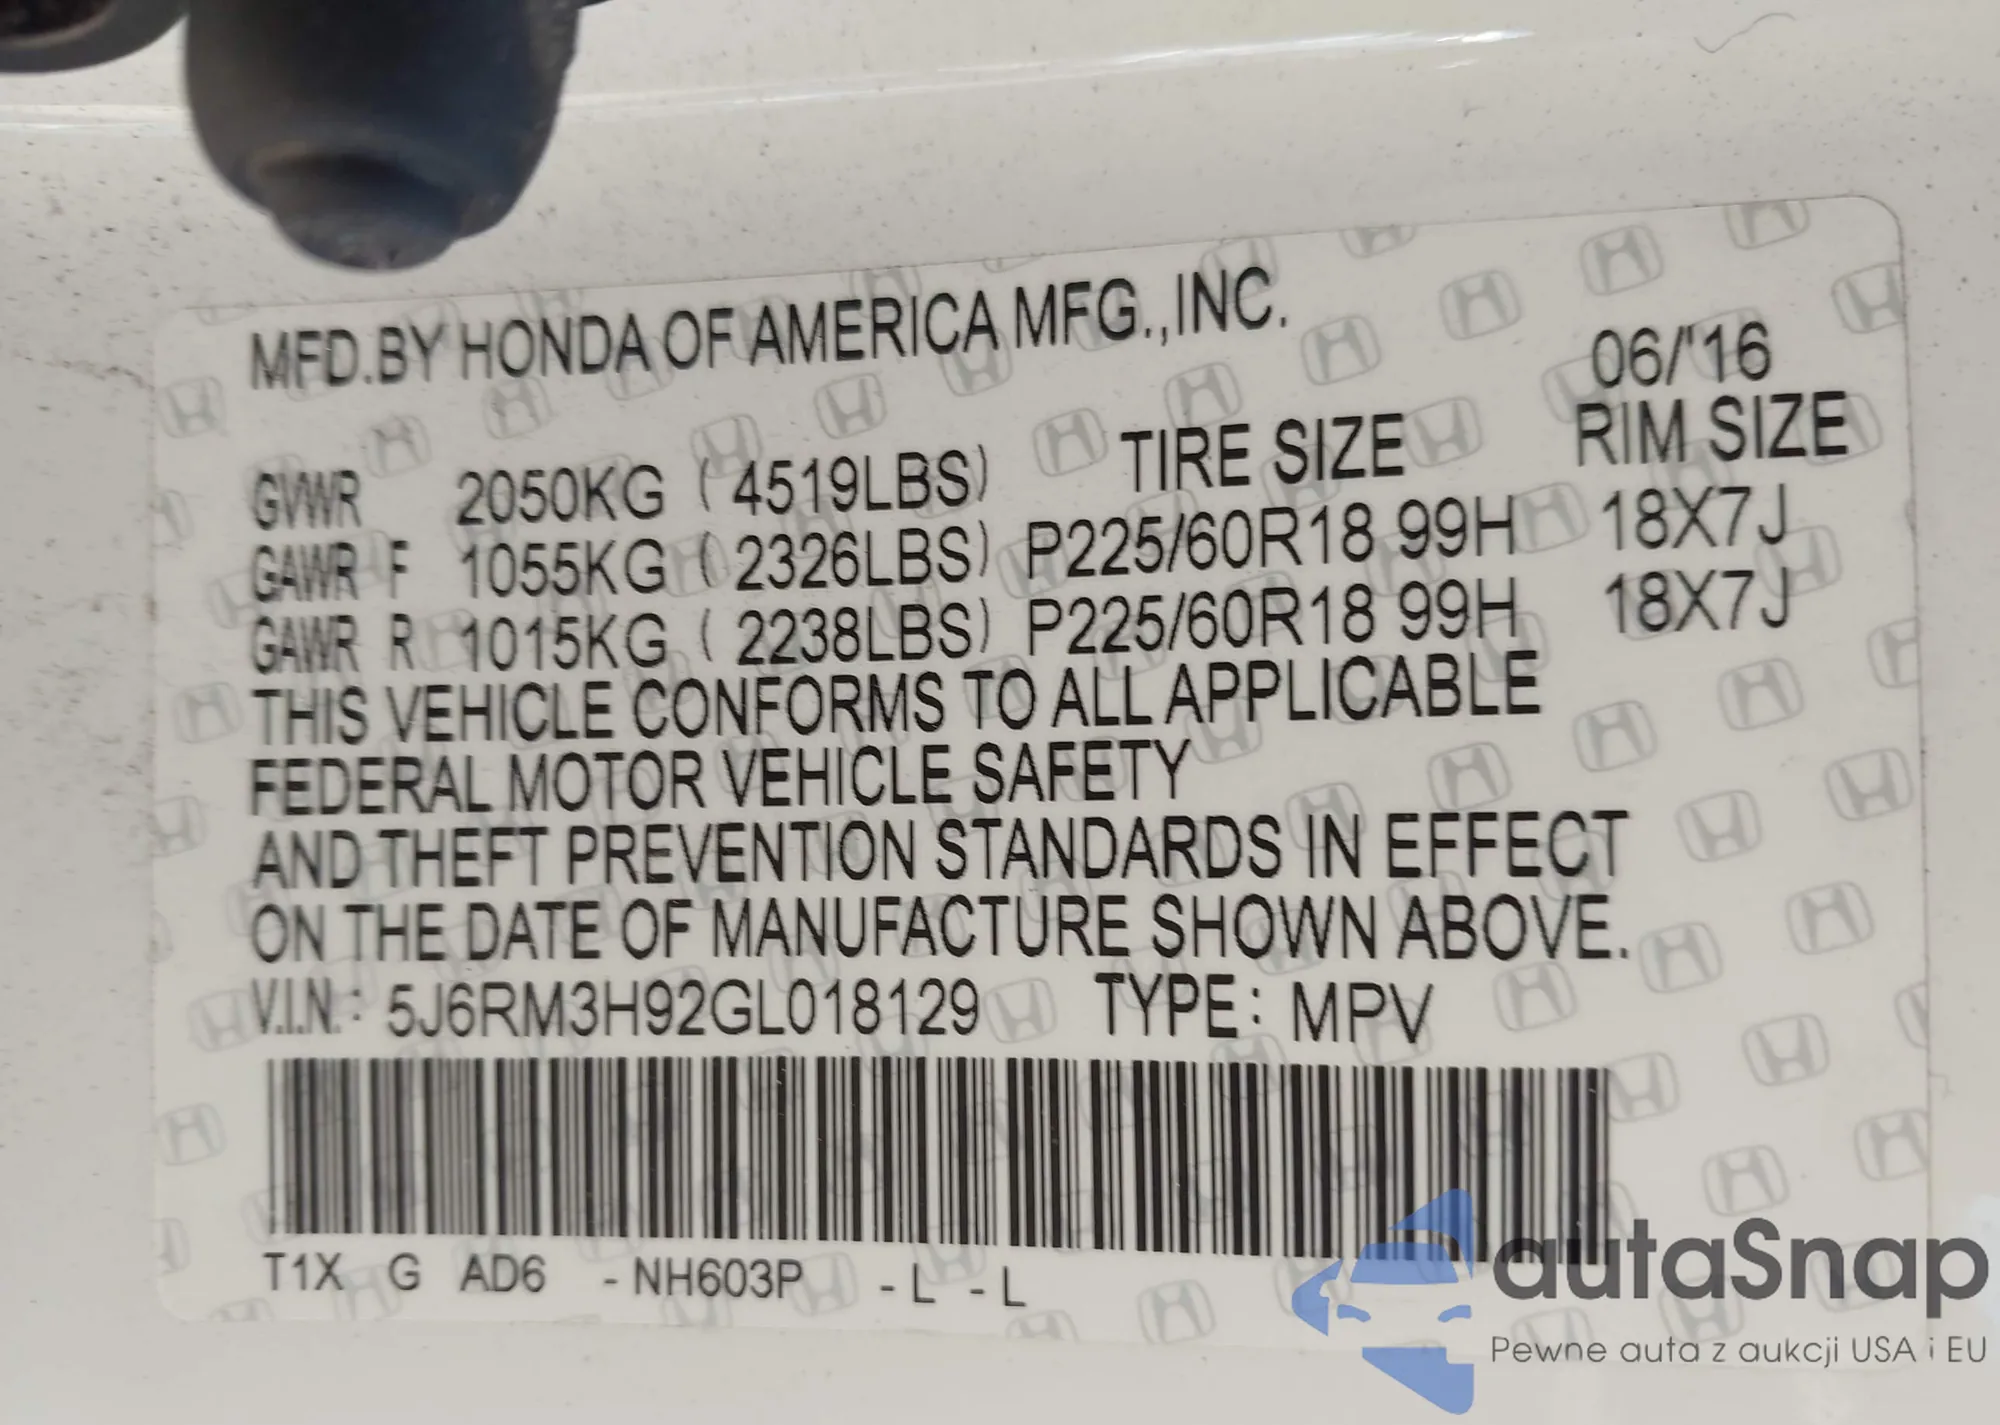 MFD.BY HONDA OF AMERICA MFG.,INC.
06/'16
TIRE SIZE RIM SIZE
GVWR 2050KG (4519LBS)
GAWR F 1055KG (2326LBS) P225/60R18 99H 18X7J
GAWR R 1015KG (2238LBS) P225/60R18 99H 18X7J
THIS VEHICLE CONFORMS TO ALL APPLICABLE
FEDERAL MOTOR VEHICLE SAFETY
AND THEFT PREVENTION STANDARDS IN EFFECT
ON THE DATE OF MANUFACTURE SHOWN ABOVE.
V.I.N.: 5J6RM3H92GL018129 TYPE: MPV
T1X G AD6 -NH603P -L -L
autaSnap
Pewne auta z aukcji USA i EU